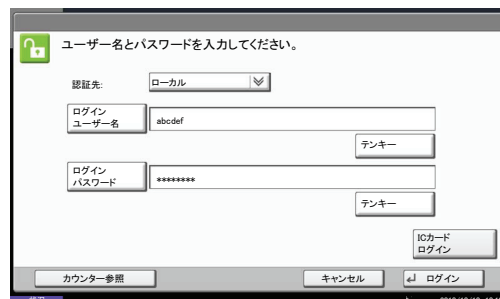 ユーザー名とパスワードを入力してください。
認証先:
ローカル
ログイン
ユーザー名
abcdef
テンキー
ログイン
パスワード
********
テンキー
ICカード
ログイン
カウンター参照
キャンセル
ログイン